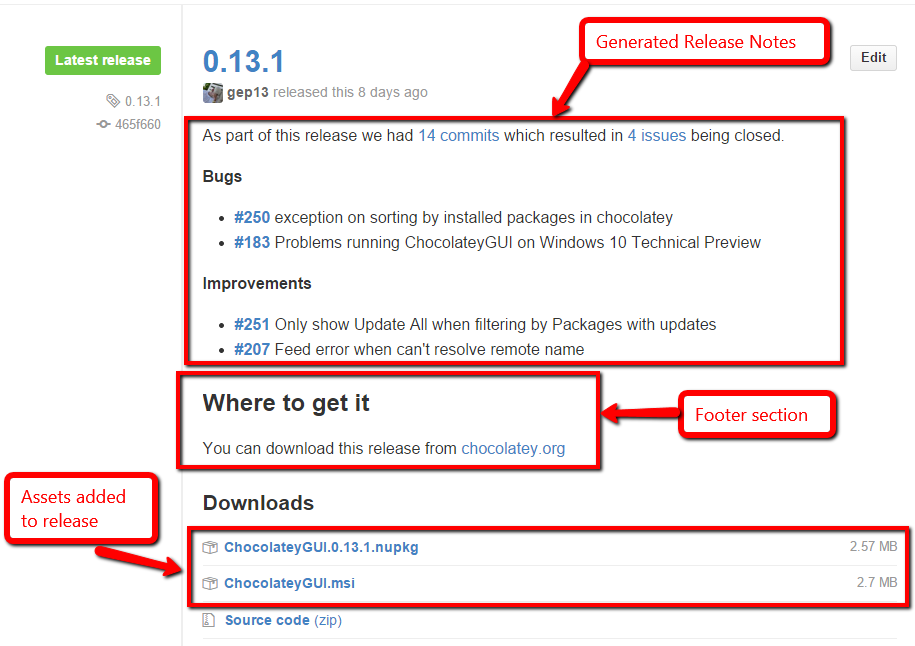 Generated Release Notes
Latest release
0.13.1
Edit
gep13 released this 8 days ago
0.13.1
465f660
As part of this release we had 14 commits which resulted in 4 issues being closed.
Bugs
#250 exception on sorting by installed packages in chocolatey
#183 Problems running ChocolateyGUI on Windows 10 Technical Preview
Improvements
#251 Only show Update All when filtering by Packages with updates
#207 Feed error when can't resolve remote name
Where to get it
Footer section
You can download this release from chocolatey.org
Assets added
to release
Downloads
ChocolateyGUI.0.13.1.nupkg 2.57 MB
ChocolateyGUI.msi 2.7 MB
Source code (zip)